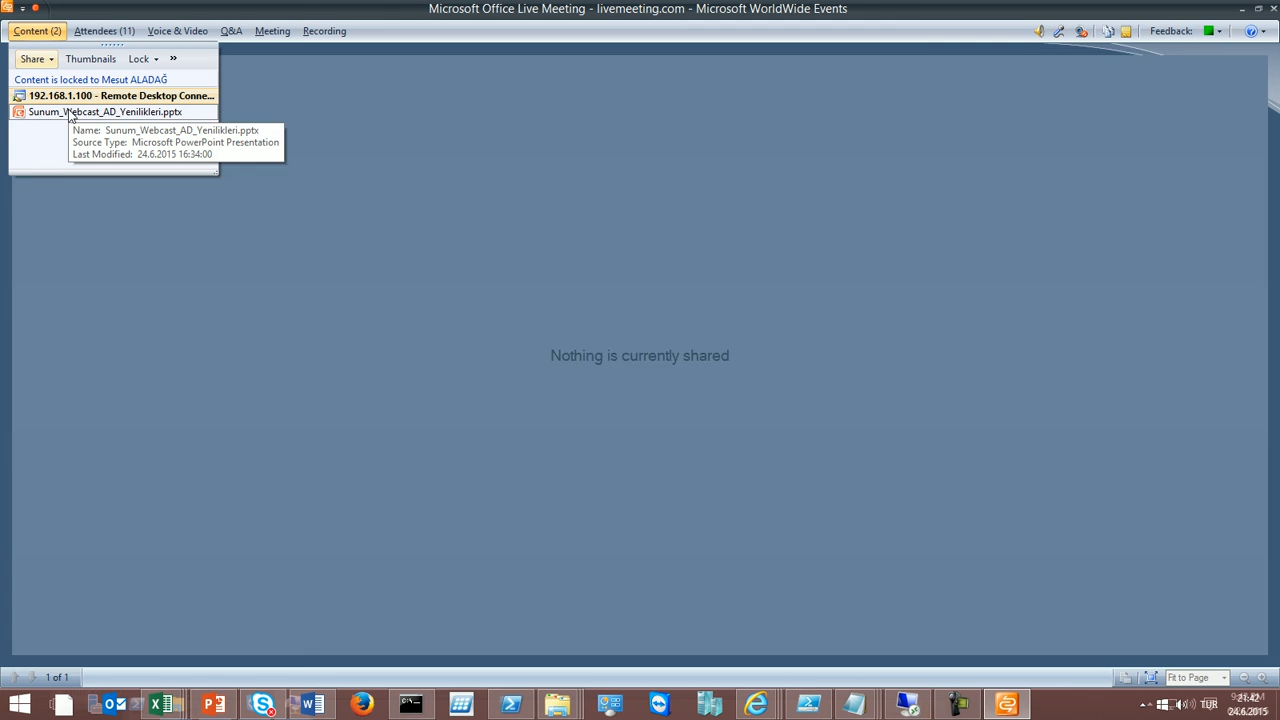 Microsoft Office Live Meeting - livemeeting.com - Microsoft WorldWide Events
Content (2) Attendees (11) Voice & Video Q&A Meeting Recording Feedback:
Share Thumbnails Lock »
Content is locked to Mesut ALADAĞ
192.168.1.100 - Remote Desktop Conne...
Sunum_Webcast_AD_Yenilikleri.pptx
Name: Sunum_Webcast_AD_Yenilikleri.pptx
Source Type: Microsoft PowerPoint Presentation
Last Modified: 24.6.2015 16:34:00
Nothing is currently shared
1 of 1 Fit to Page
TUR 21:42
24.6.2015